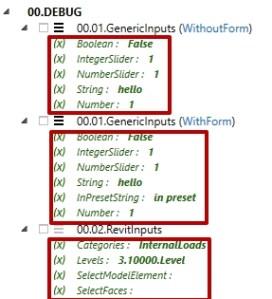 00.DEBUG
00.01.GenericInputs (WithoutForm)
(x) Boolean : False
(x) IntegerSlider : 1
(x) NumberSlider : 1
(x) String : hello
(x) Number : 1
00.01.GenericInputs (WithForm)
(x) Boolean : False
(x) IntegerSlider : 1
(x) NumberSlider : 1
(x) String : hello
(x) InPresetString : in preset
(x) Number : 1
00.02.RevitInputs
(x) Categories : InternalLoads
(x) Levels : 3.10000.Level
(x) SelectModelElement :
(x) SelectFaces :